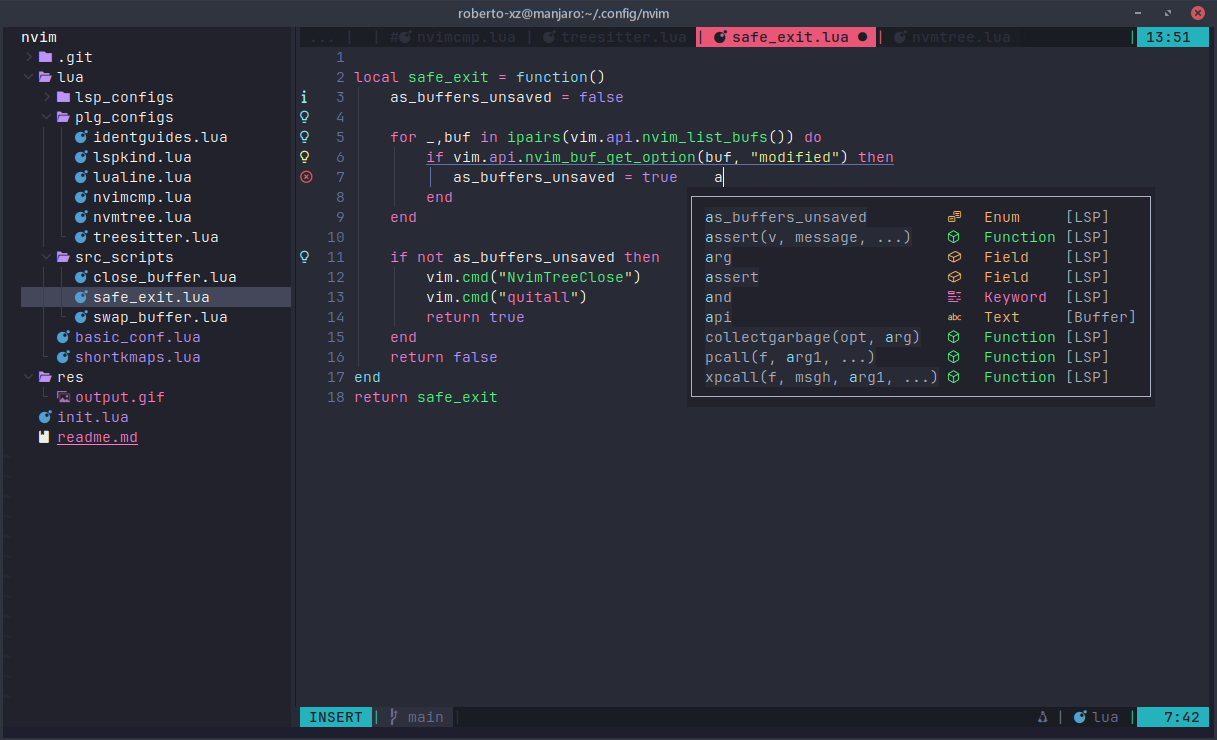 roberto-xz@manjaro:~/.config/nvim
nvim
.git
lua
lsp_configs
plg_configs
identguides.lua
lspkind.lua
lualine.lua
nvimcmp.lua
nvmtree.lua
treesitter.lua
src_scripts
close_buffer.lua
safe_exit.lua
swap_buffer.lua
basic_conf.lua
shortkmaps.lua
res
output.gif
init.lua
readme.md
... | | # nvimcmp.lua | treesitter.lua | safe_exit.lua ● | nvmtree.lua | 13:51
1
2 local safe_exit = function()
3     as_buffers_unsaved = false
4
5     for _,buf in ipairs(vim.api.nvim_list_bufs()) do
6         if vim.api.nvim_buf_get_option(buf, "modified") then
7            as_buffers_unsaved = true    a
8         end
9     end
10
11     if not as_buffers_unsaved then
12         vim.cmd("NvimTreeClose")
13         vim.cmd("quitall")
14         return true
15     end
16     return false
17 end
18 return safe_exit
as_buffers_unsaved Enum [LSP]
assert(v, message, ...) Function [LSP]
arg Field [LSP]
assert Field [LSP]
and Keyword [LSP]
api abc Text [Buffer]
collectgarbage(opt, arg) Function [LSP]
pcall(f, arg1, ...) Function [LSP]
xpcall(f, msgh, arg1, ...) Function [LSP]
INSERT | main | | lua | 7:42